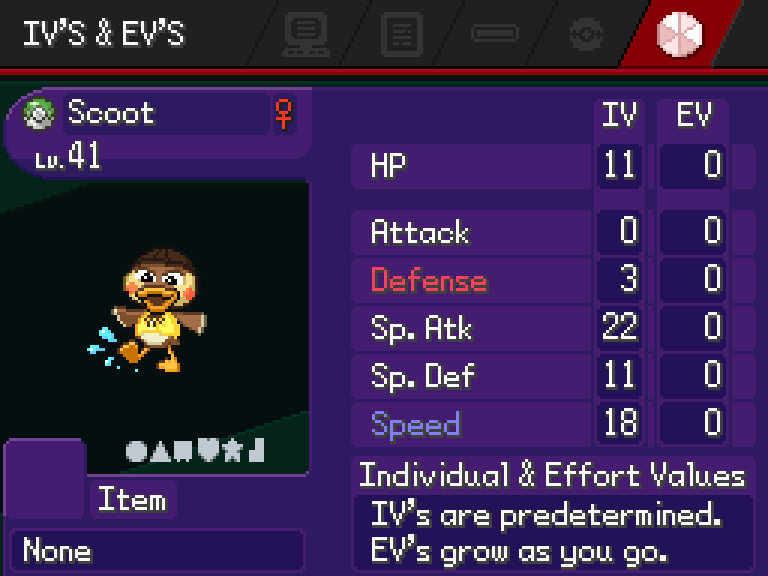 IV'S & EV'S
Scoot ♀
Lv.41
IV EV
HP 11 0
Attack 0 0
Defense 3 0
Sp. Atk 22 0
Sp. Def 11 0
Speed 18 0
Item
None
Individual & Effort Values
IV's are predetermined.
EV's grow as you go.